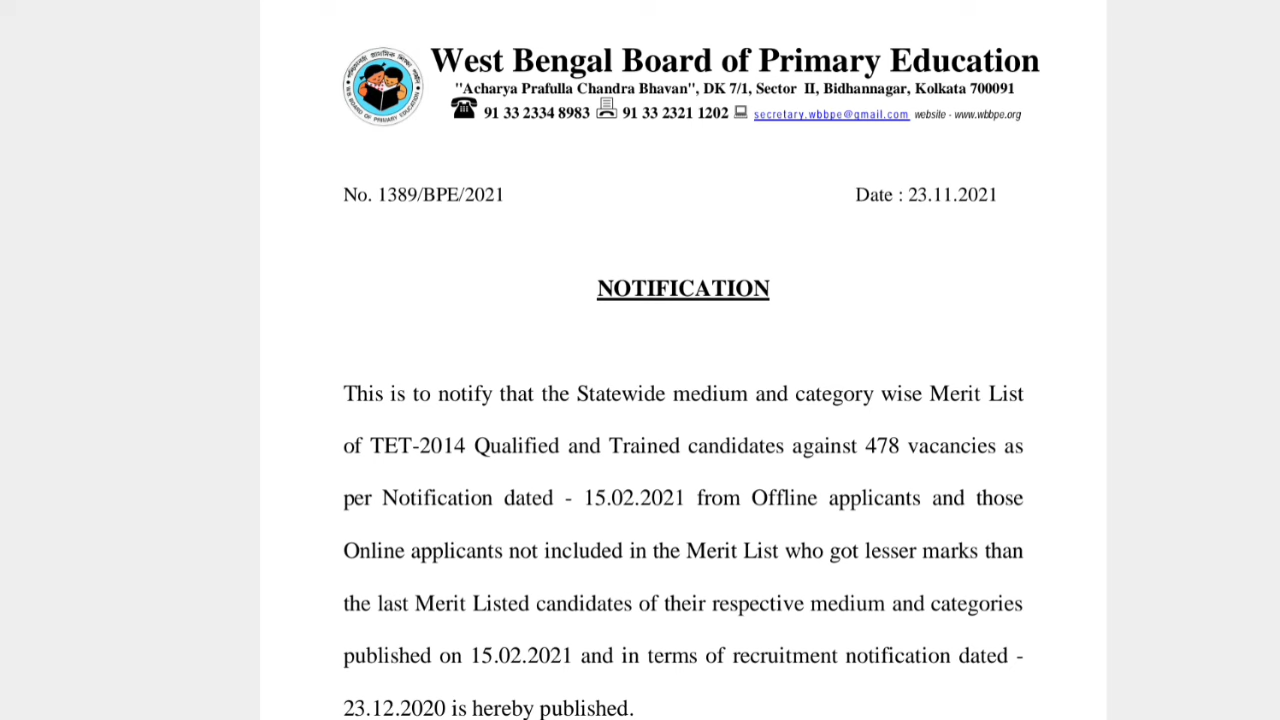 West Bengal Board of Primary Education
"Acharya Prafulla Chandra Bhavan", DK 7/1, Sector II, Bidhannagar, Kolkata 700091
91 33 2334 8983 91 33 2321 1202 secretary.wbbpe@gmail.com website - www.wbbpe.org
No. 1389/BPE/2021 Date : 23.11.2021
NOTIFICATION
This is to notify that the Statewide medium and category wise Merit List
of TET-2014 Qualified and Trained candidates against 478 vacancies as
per Notification dated - 15.02.2021 from Offline applicants and those
Online applicants not included in the Merit List who got lesser marks than
the last Merit Listed candidates of their respective medium and categories
published on 15.02.2021 and in terms of recruitment notification dated -
23.12.2020 is hereby published.